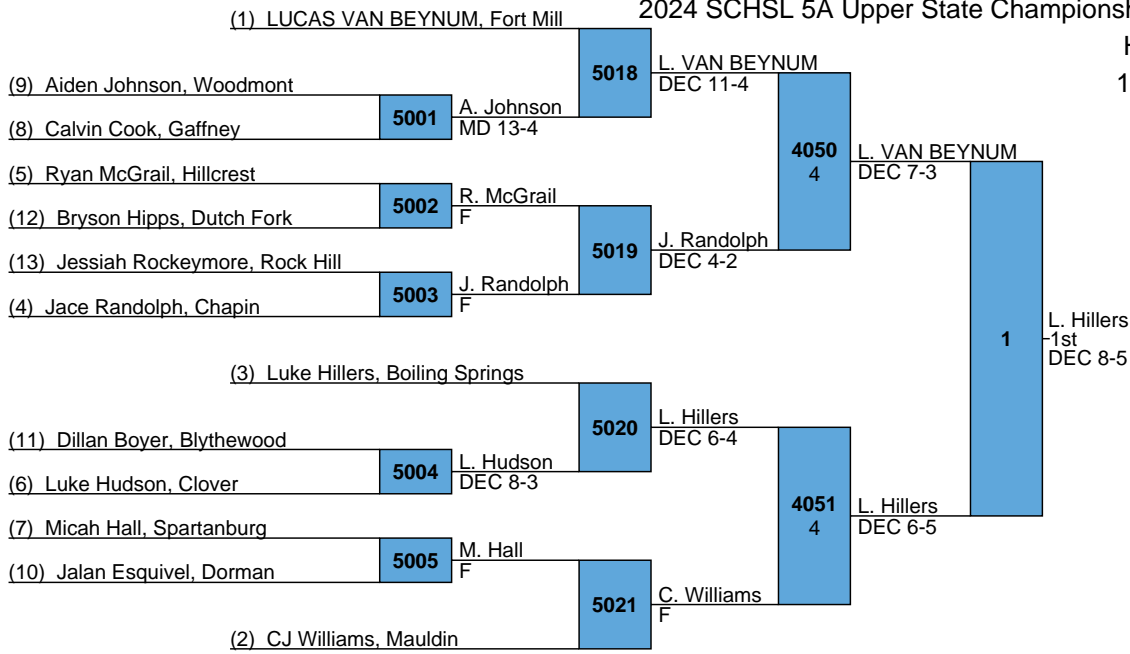 2024 SCHSL 5A Upper State Championsh
H
1
(1) LUCAS VAN BEYNUM, Fort Mill
5018
L. VAN BEYNUM
DEC 11-4
(9) Aiden Johnson, Woodmont
5001
A. Johnson
MD 13-4
(8) Calvin Cook, Gaffney
4050
4
L. VAN BEYNUM
DEC 7-3
(5) Ryan McGrail, Hillcrest
5002
R. McGrail
F
(12) Bryson Hipps, Dutch Fork
5019
J. Randolph
DEC 4-2
(13) Jessiah Rockeymore, Rock Hill
5003
J. Randolph
F
(4) Jace Randolph, Chapin
1
L. Hillers
1st
DEC 8-5
(3) Luke Hillers, Boiling Springs
5020
L. Hillers
DEC 6-4
(11) Dillan Boyer, Blythewood
5004
L. Hudson
DEC 8-3
(6) Luke Hudson, Clover
4051
4
L. Hillers
DEC 6-5
(7) Micah Hall, Spartanburg
5005
M. Hall
F
(10) Jalan Esquivel, Dorman
5021
C. Williams
F
(2) CJ Williams, Mauldin